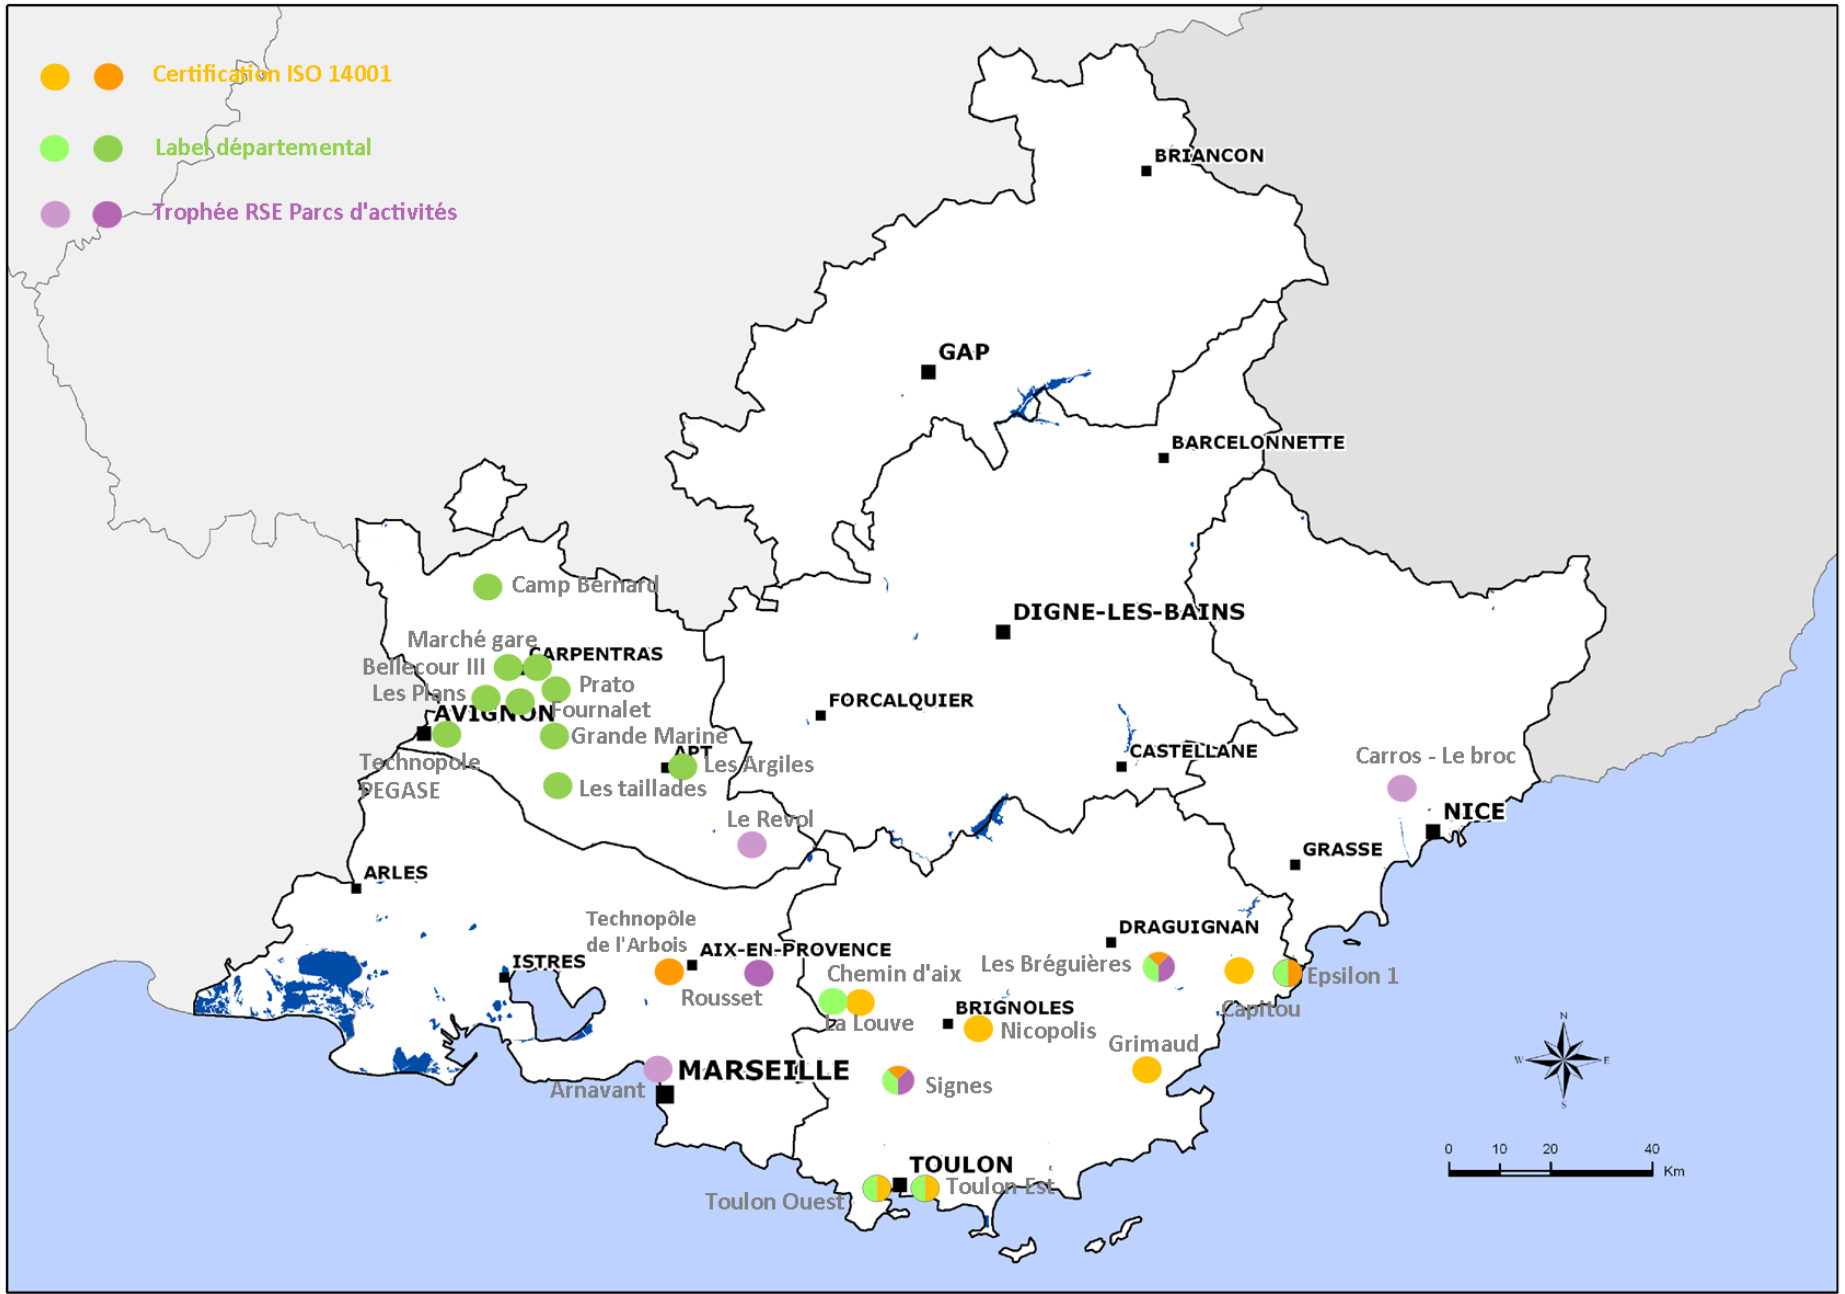 Certification ISO 14001
Label départemental
Trophée RSE Parcs d'activités
BRIANCON
GAP
BARCELONNETTE
Camp Bernard
DIGNE-LES-BAINS
Marché gare
CARPENTRAS
Bellecour III
Prato
Les Plans
FORCALQUIER
Fournalet
AVIGNON
Grande Marine
APT
CASTELLANE
Carros - Le broc
Technopole
PEGASE
Les Argiles
Les taillades
NICE
Le Revol
GRASSE
ARLES
Technopôle
de l'Arbois
DRAGUIGNAN
AIX-EN-PROVENCE
ISTRES
Les Bréguières
Chemin d'aix
Epsilon 1
Rousset
BRIGNOLES
Capitou
La Louve
Nicopolis
Grimaud
MARSEILLE
Arnavant
Signes
N
W
E
S
0 10 20 40
Km
TOULON
Toulon Est
Toulon Ouest